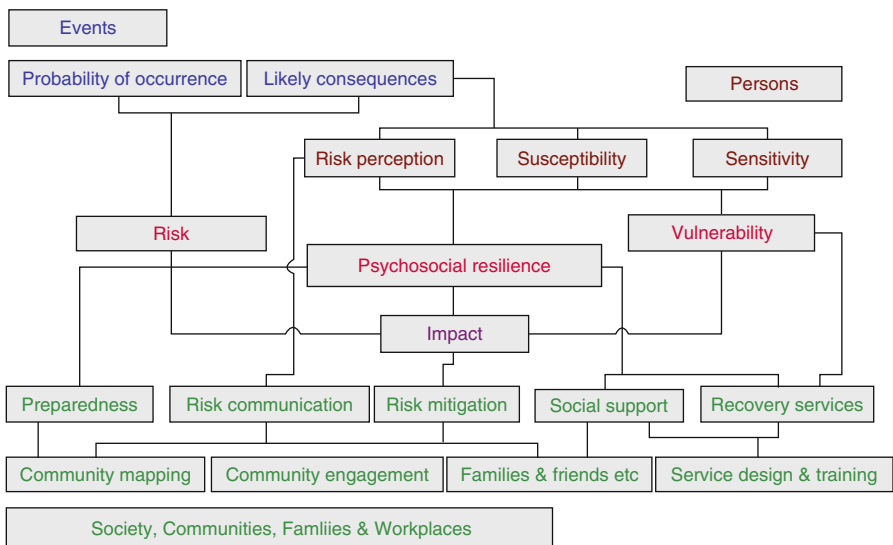 Events
Probability of occurrence
Likely consequences
Persons
Risk perception
Susceptibility
Sensitivity
Risk
Vulnerability
Psychosocial resilience
Impact
Preparedness
Risk communication
Risk mitigation
Social support
Recovery services
Community mapping
Community engagement
Families & friends etc
Service design & training
Society, Communities, Famliies & Workplaces